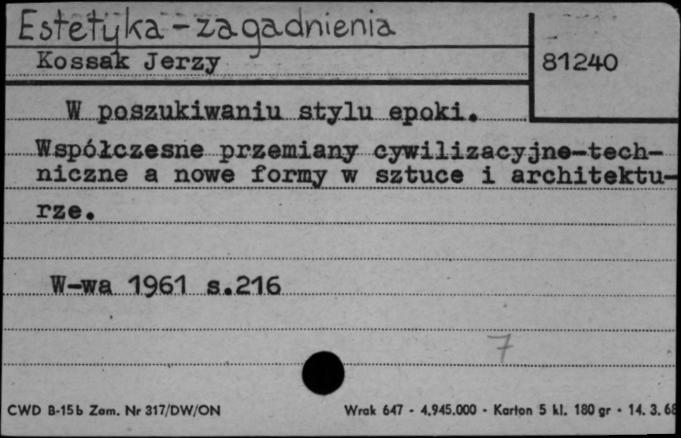 Estetyka - zagadnienia
Kossak Jerzy
81240
W poszukiwaniu stylu epoki.
Współczesne przemiany cywilizacyjne-tech-
niczne a nowe formy w sztuce i architektu-
rze.
W-wa 1961 s.216
7
CWD B-15b Zam. Nr 317/DW/ON
Wrak 647 - 4.945.000 - Karton 5 kl. 180 gr - 14. 3. 68